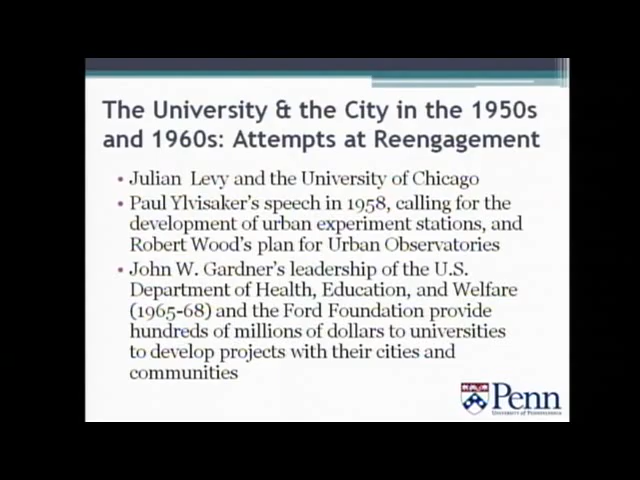 The University & the City in the 1950s
and 1960s: Attempts at Reengagement
• Julian Levy and the University of Chicago
• Paul Ylvisaker's speech in 1958, calling for the
development of urban experiment stations, and
Robert Wood's plan for Urban Observatories
• John W. Gardner's leadership of the U.S.
Department of Health, Education, and Welfare
(1965-68) and the Ford Foundation provide
hundreds of millions of dollars to universities
to develop projects with their cities and
communities
Penn
University of Pennsylvania